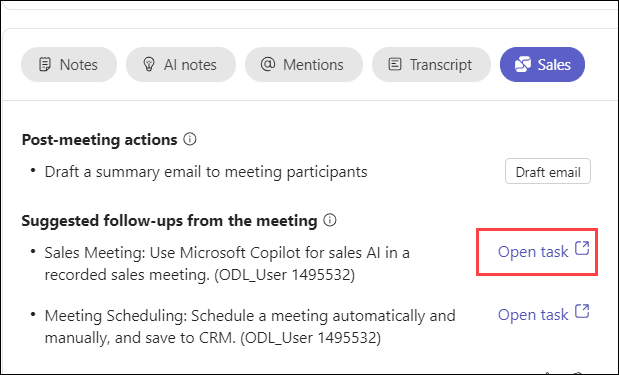 Notes
AI notes
Mentions
Transcript
Sales
Post-meeting actions
• Draft a summary email to meeting participants
Draft email
Suggested follow-ups from the meeting
• Sales Meeting: Use Microsoft Copilot for sales AI in a
recorded sales meeting. (ODL_User 1495532)
Open task
• Meeting Scheduling: Schedule a meeting automatically and
manually, and save to CRM. (ODL_User 1495532)
Open task